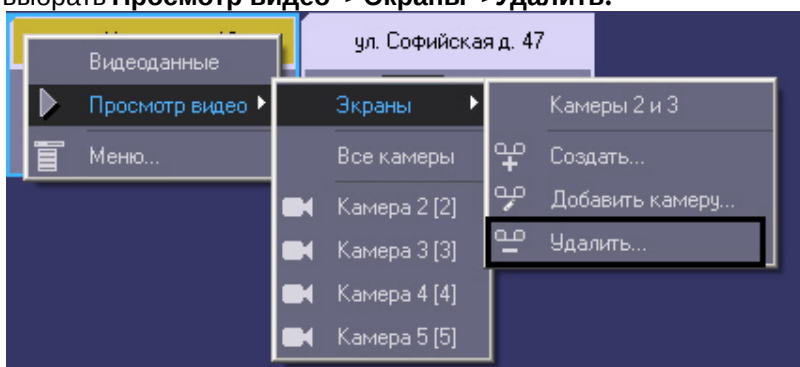 выбрать Просмотр видео -> Экраны ->Удалить.
ул. Софийская д. 47
Видеоданные
Просмотр видео
Меню...
Экраны
Все камеры
Камера 2 [2]
Камера 3 [3]
Камера 4 [4]
Камера 5 [5]
Камеры 2 и 3
Создать...
Добавить камеру...
Удалить...